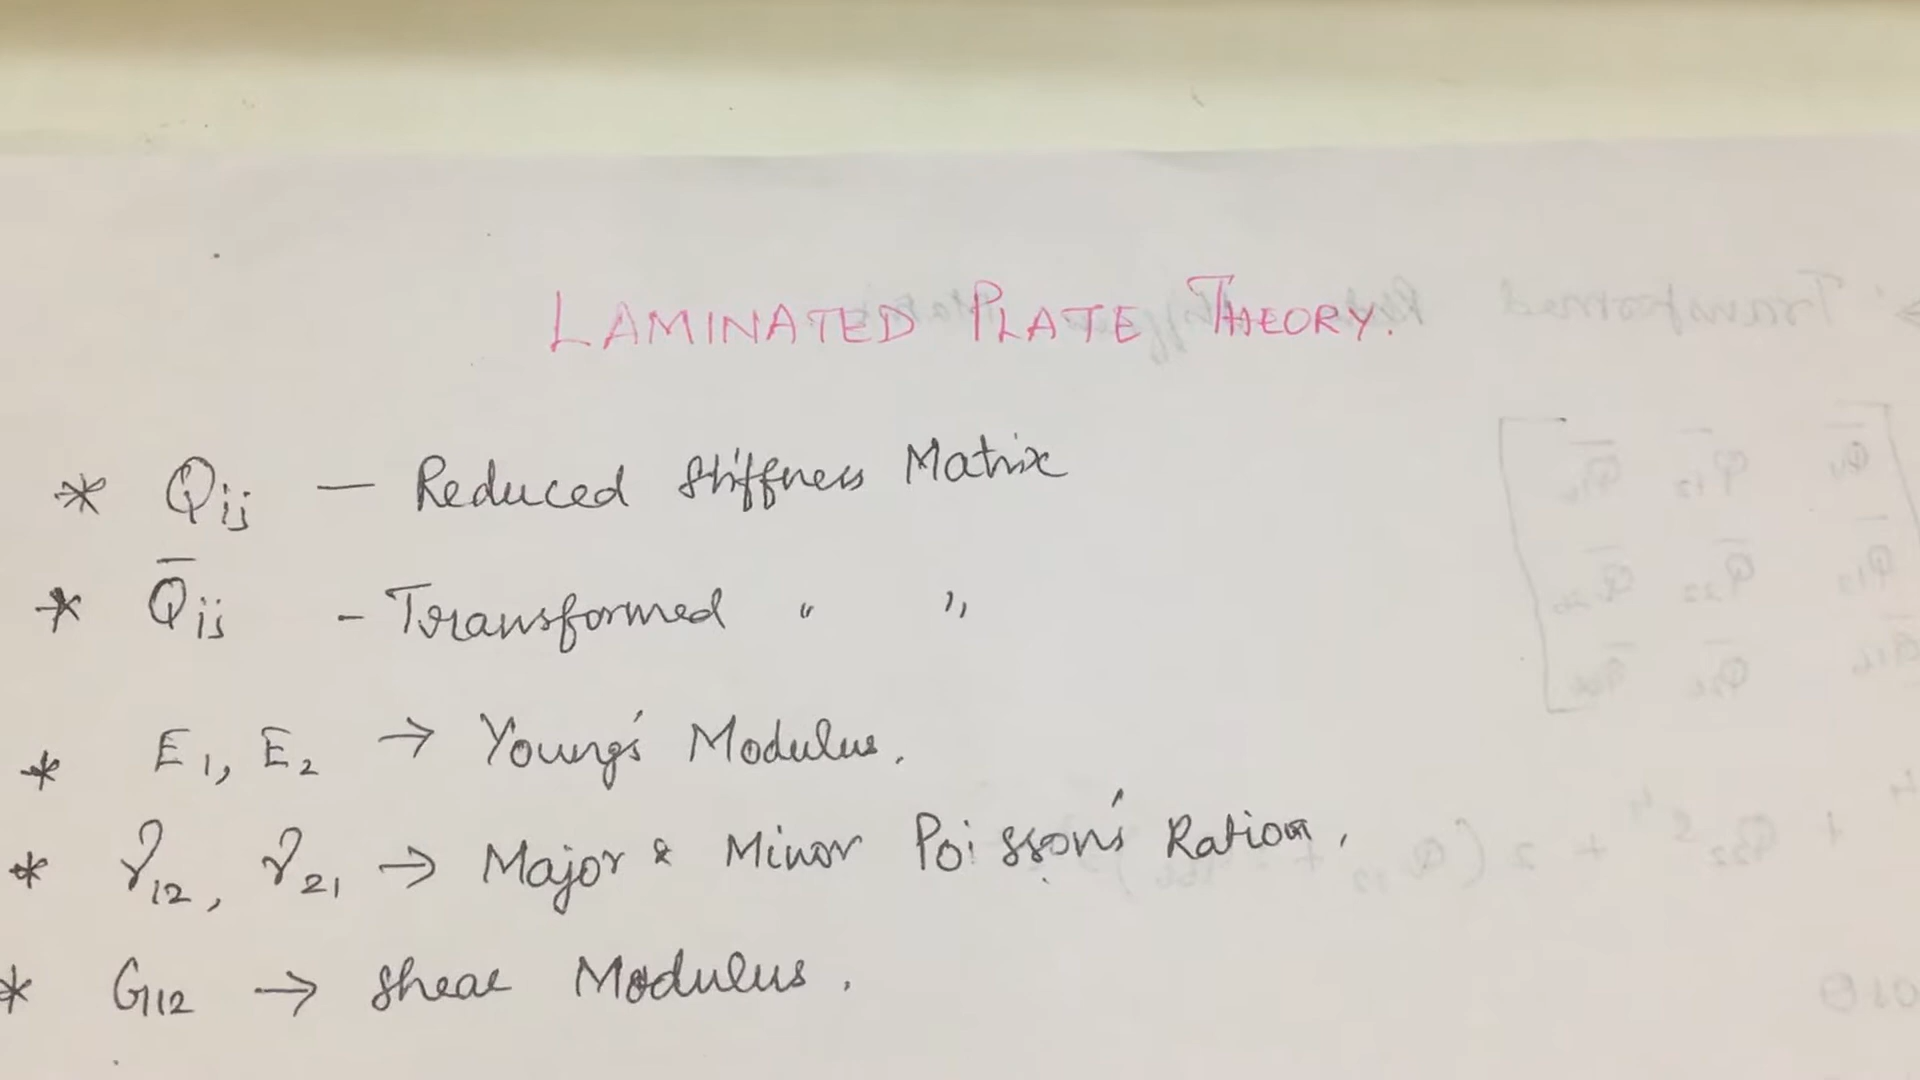 LAMINATED PLATE THEORY.
* Qij — Reduced Stiffness Matrix
* Q̄ij - Transformed " "
* E1, E2 → Young's Modulus.
* ν12, ν21 → Major & Minor Poisson's Ration.
* G12 → Shear Modulus.